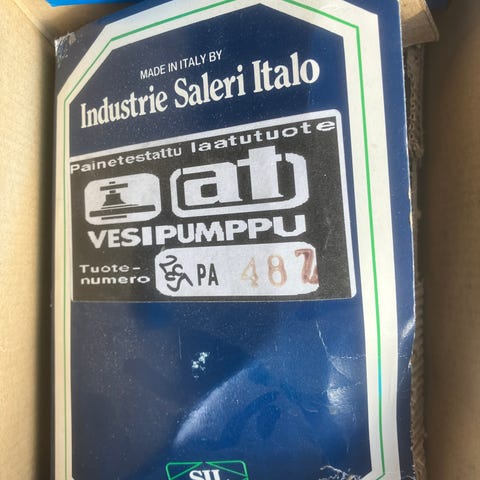 MADE IN ITALY BY
Industrie Saleri Italo
Painetestattu laatutuote
at
VESIPUMPPU
Tuote-
numero
PA 487
SIL